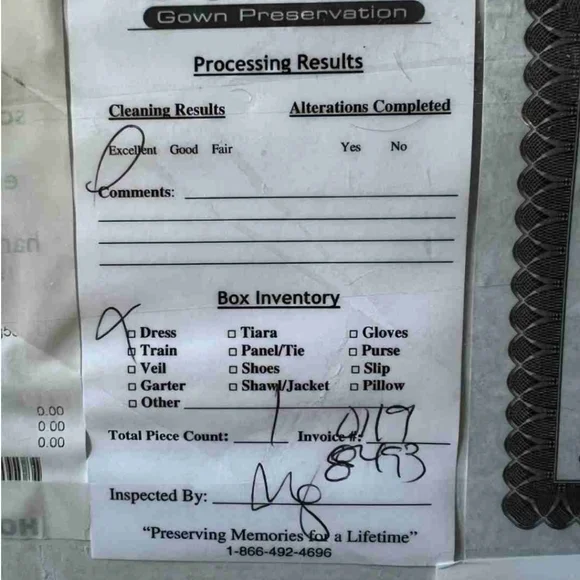 Gown Preservation
Processing Results
Cleaning Results Alterations Completed
Excellent Good Fair Yes No
Comments:
Box Inventory
Dress Tiara Gloves
Train Panel/Tie Purse
Veil Shoes Slip
Garter Shawl/Jacket Pillow
Other
Total Piece Count: 1 Invoice #: 0119
8493
Inspected By:
"Preserving Memories for a Lifetime"
1-866-492-4696
0.00
0 00
0.00